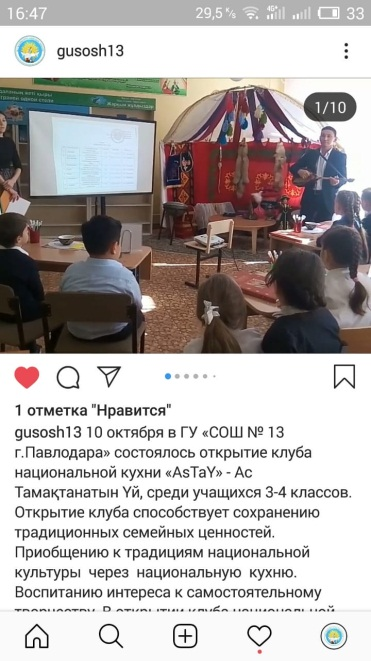 16:47
29,5 K/s
4G
33
gusosh13
1/10
1 отметка "Нравится"
gusosh13 10 октября в ГУ «СОШ № 13
г.Павлодара» состоялось открытие клуба
национальной кухни «AsTaY» - Ас
Тамақтанатын Үй, среди учащихся 3-4 классов.
Открытие клуба способствует сохранению
традиционных семейных ценностей.
Приобщению к традициям национальной
культуры через национальную кухню.
Воспитанию интереса к самостоятельному
творчеству. В открытии клуба национальной